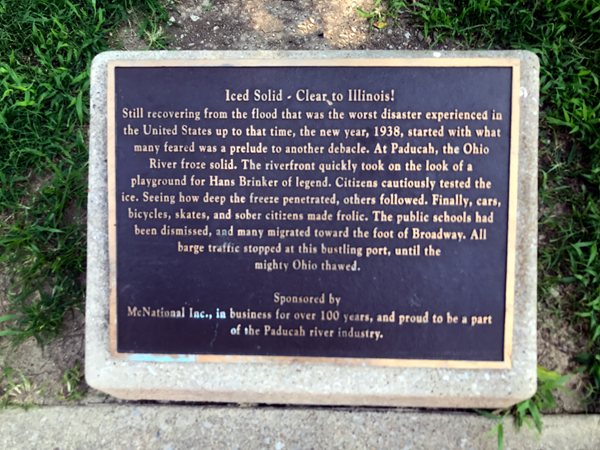 Iced Solid - Clear to Illinois!
Still recovering from the flood that was the worst disaster experienced in
the United States up to that time, the new year, 1938, started with what
many feared was a prelude to another debacle. At Paducah, the Ohio
River froze solid. The riverfront quickly took on the look of a
playground for Hans Brinker of legend. Citizens cautiously tested the
ice. Seeing how deep the freeze penetrated, others followed. Finally, cars,
bicycles, skates, and sober citizens made frolic. The public schools had
been dismissed, and many migrated toward the foot of Broadway. All
barge traffic stopped at this bustling port, until the
mighty Ohio thawed.
Sponsored by
McNational Inc., in business for over 100 years, and proud to be a part
of the Paducah river industry.